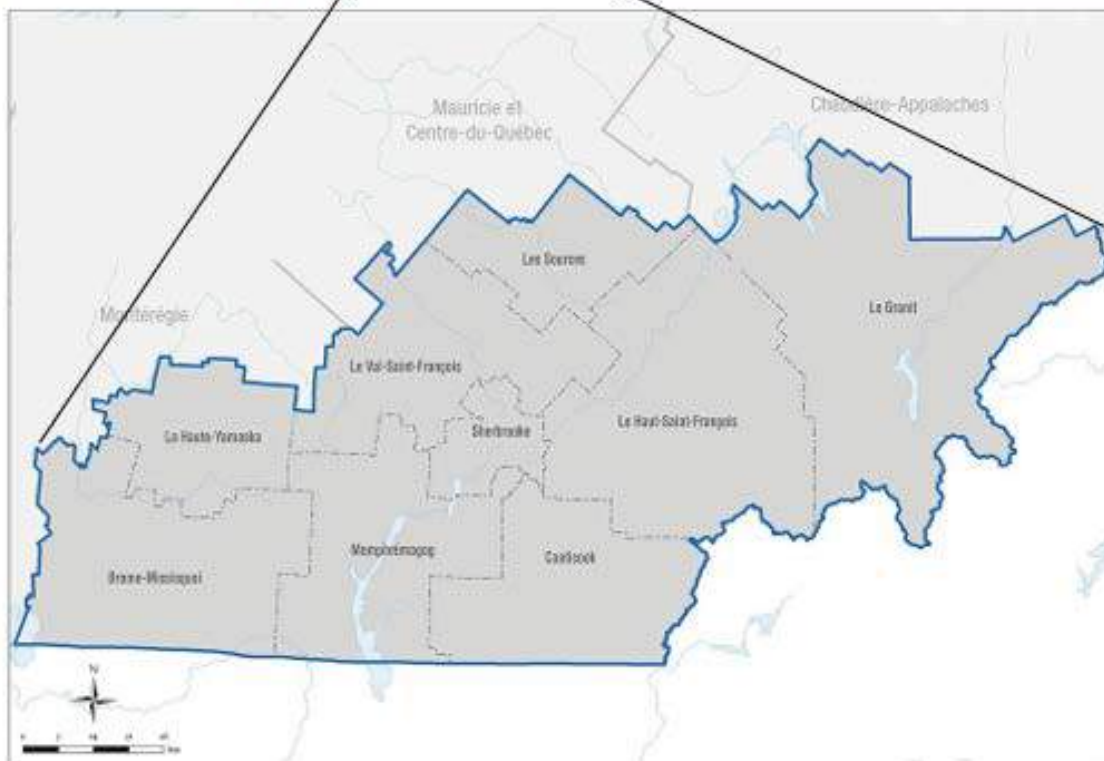 Mauricie et
Centre-du-Québec
Chaudière-Appalaches
Montérégie
Les Sources
Le Granit
Le Val-Saint-François
La Haute-Yamaska
Sherbrooke
Le Haut-Saint-François
Memphrémagog
Coaticook
Brome-Missisquoi
N